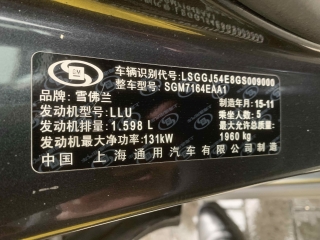 车辆识别代号:LSGGJ54E8GS009000
整车型号:SGM7164EAA1
品牌:雪佛兰 制造年月:15-11
发动机型号:LLU 乘坐人数:5
发动机排量:1.598 L 最大允许总质量:
发动机最大净功率:131kW 1960 kg
中国 上海通用汽车有限公司制造